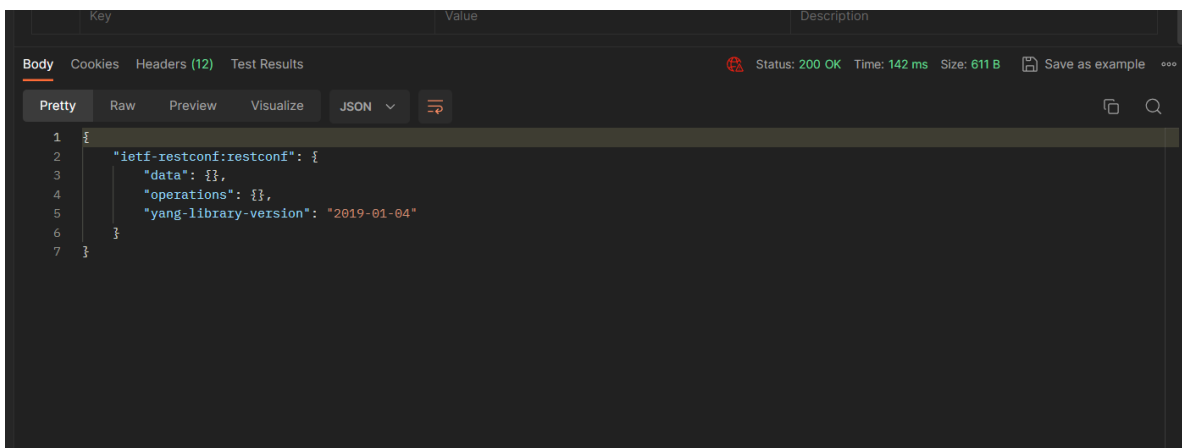 Key Value Description
Body Cookies Headers (12) Test Results Status: 200 OK Time: 142 ms Size: 611 B Save as example
Pretty Raw Preview Visualize JSON
1 {
2 "ietf-restconf:restconf": {
3 "data": {},
4 "operations": {},
5 "yang-library-version": "2019-01-04"
6 }
7 }